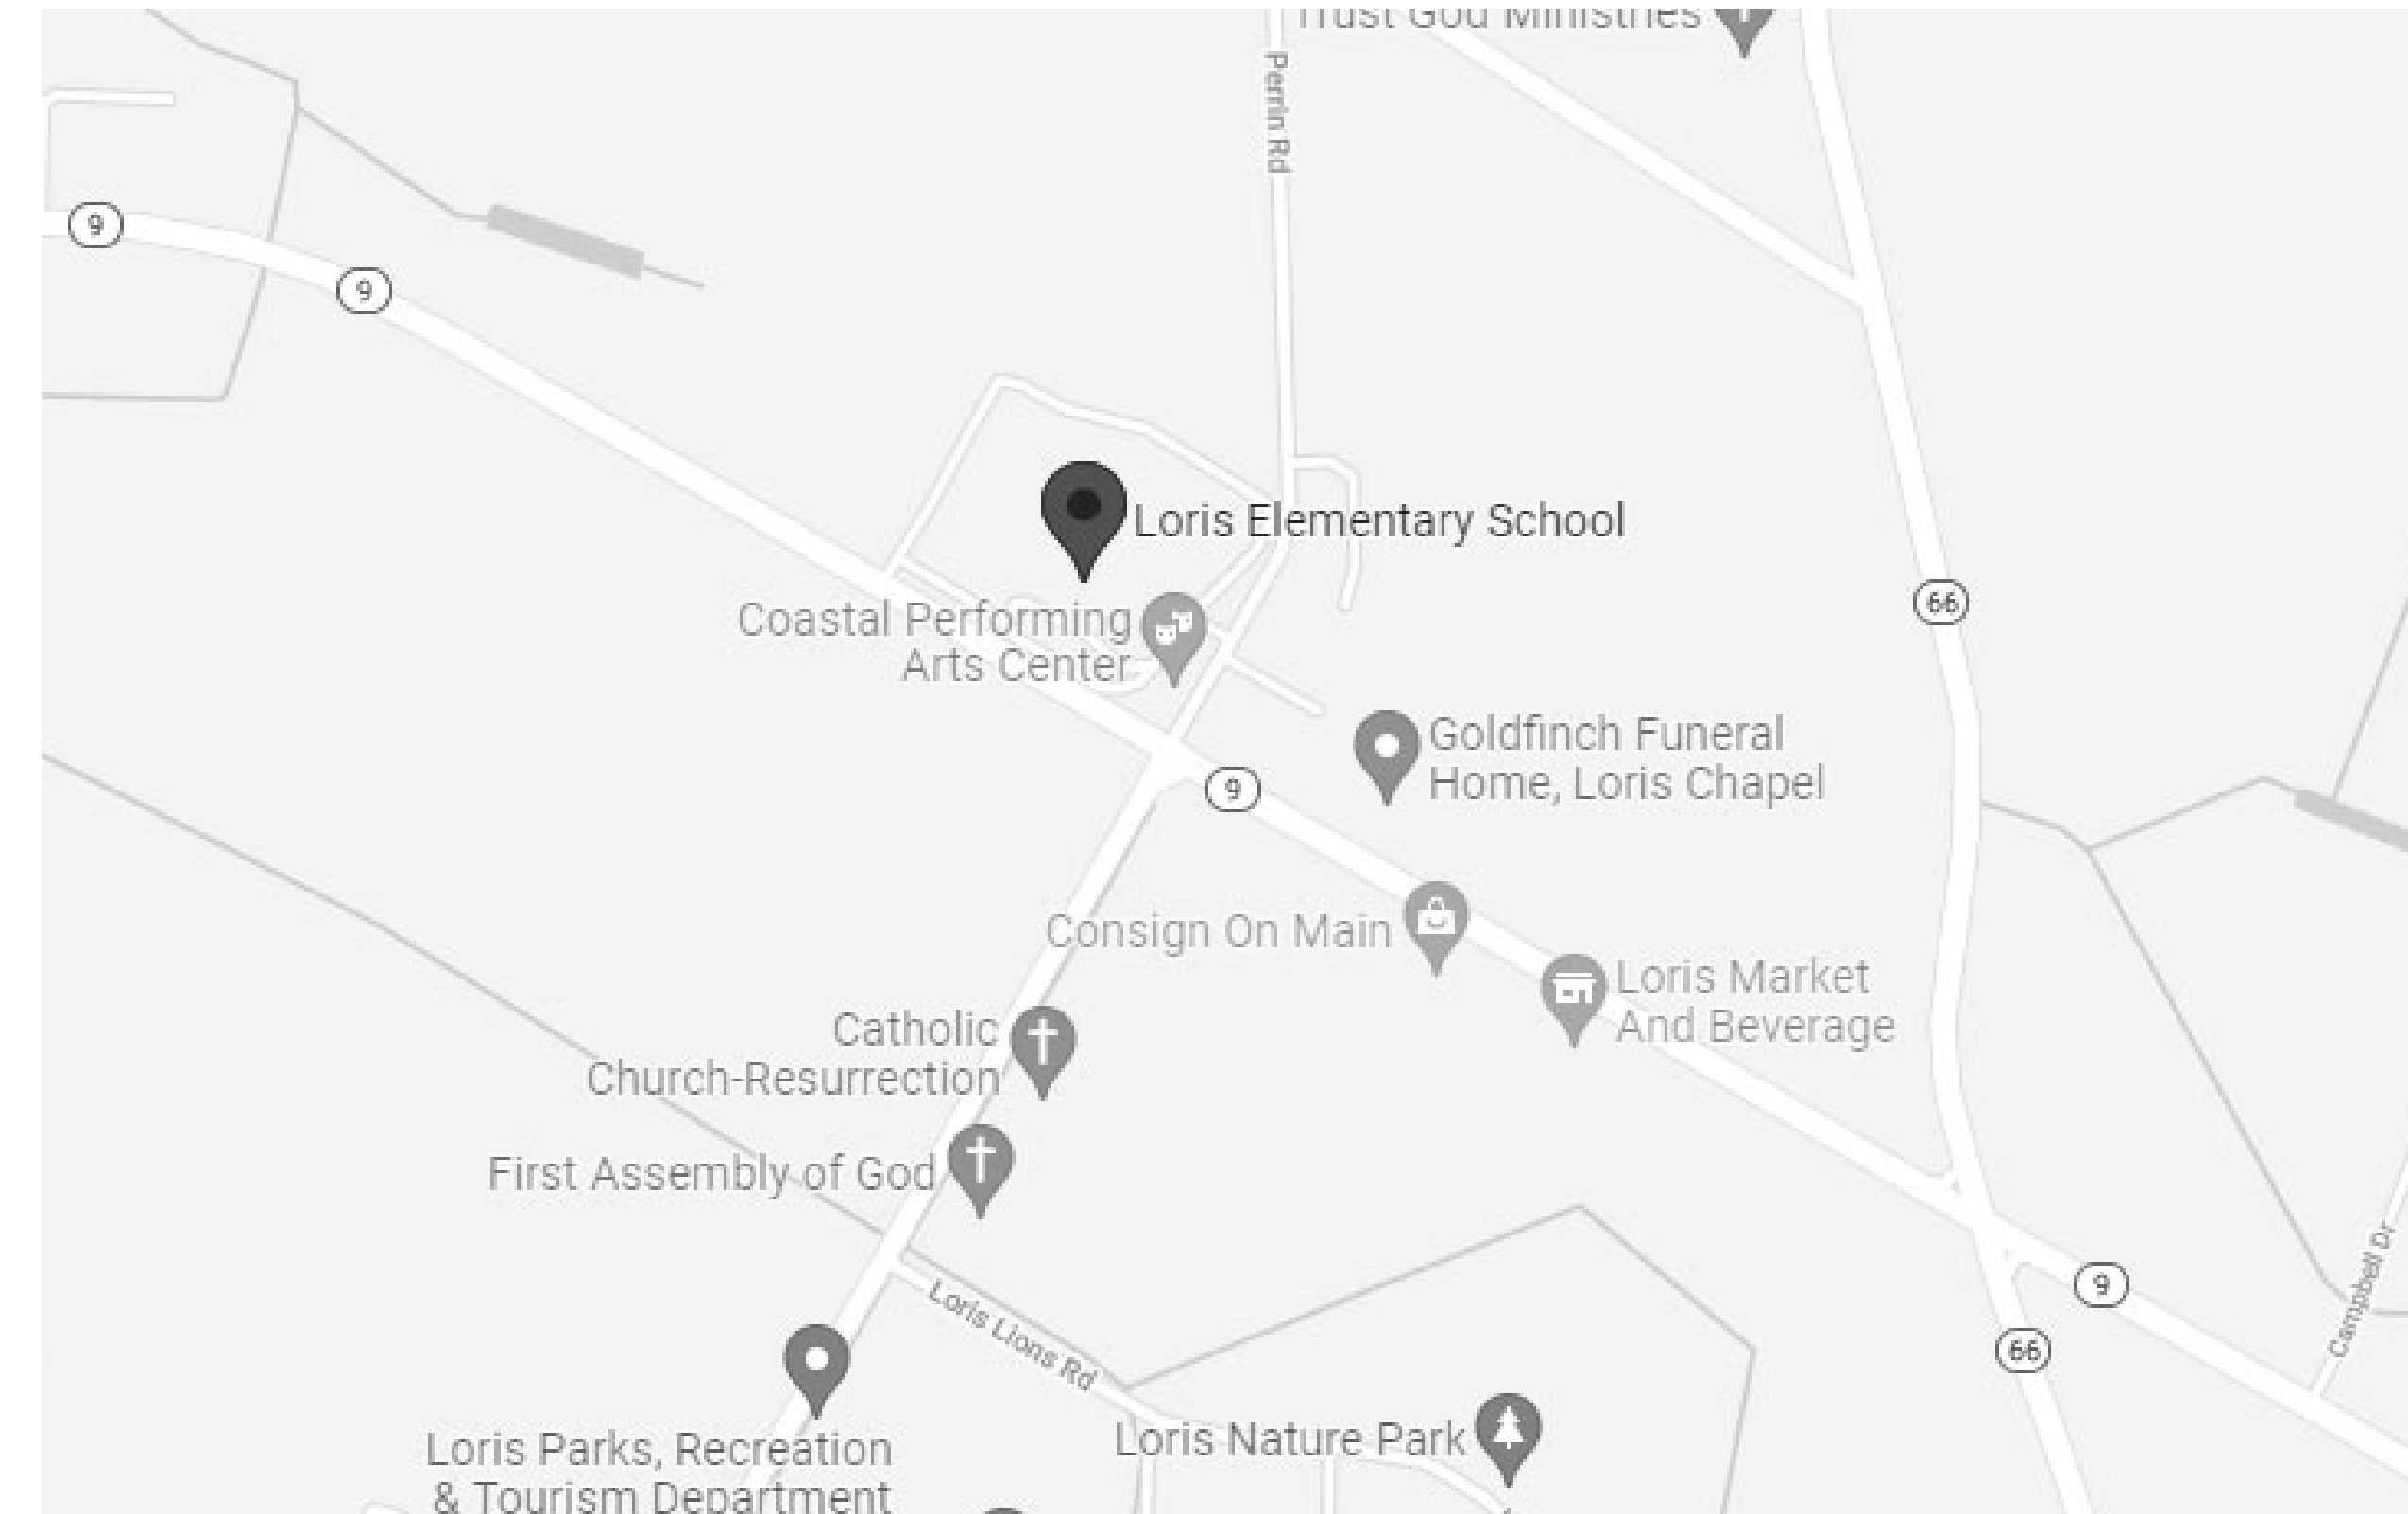 Trust God Ministries
Perrin Rd
9
9
Loris Elementary School
66
Coastal Performing
Arts Center
Goldfinch Funeral
Home, Loris Chapel
9
Consign On Main
Loris Market
And Beverage
Catholic
Church-Resurrection
First Assembly of God
Loris Lions Rd
9
Campbell Dr
66
Loris Nature Park
Loris Parks, Recreation
& Tourism Department